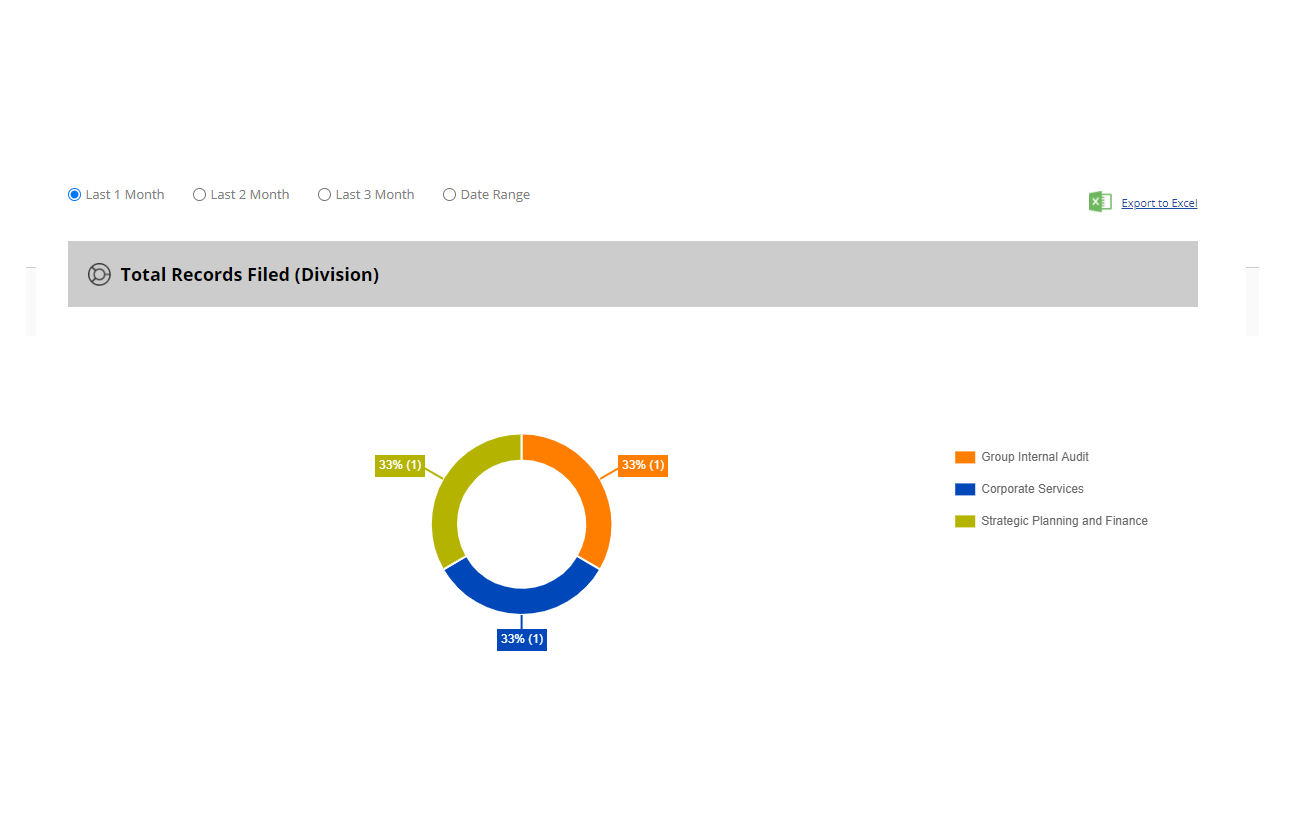 Last 1 Month Last 2 Month Last 3 Month Date Range
Export to Excel
Total Records Filed (Division)
33% (1) 33% (1)
33% (1)
Group Internal Audit
Corporate Services
Strategic Planning and Finance